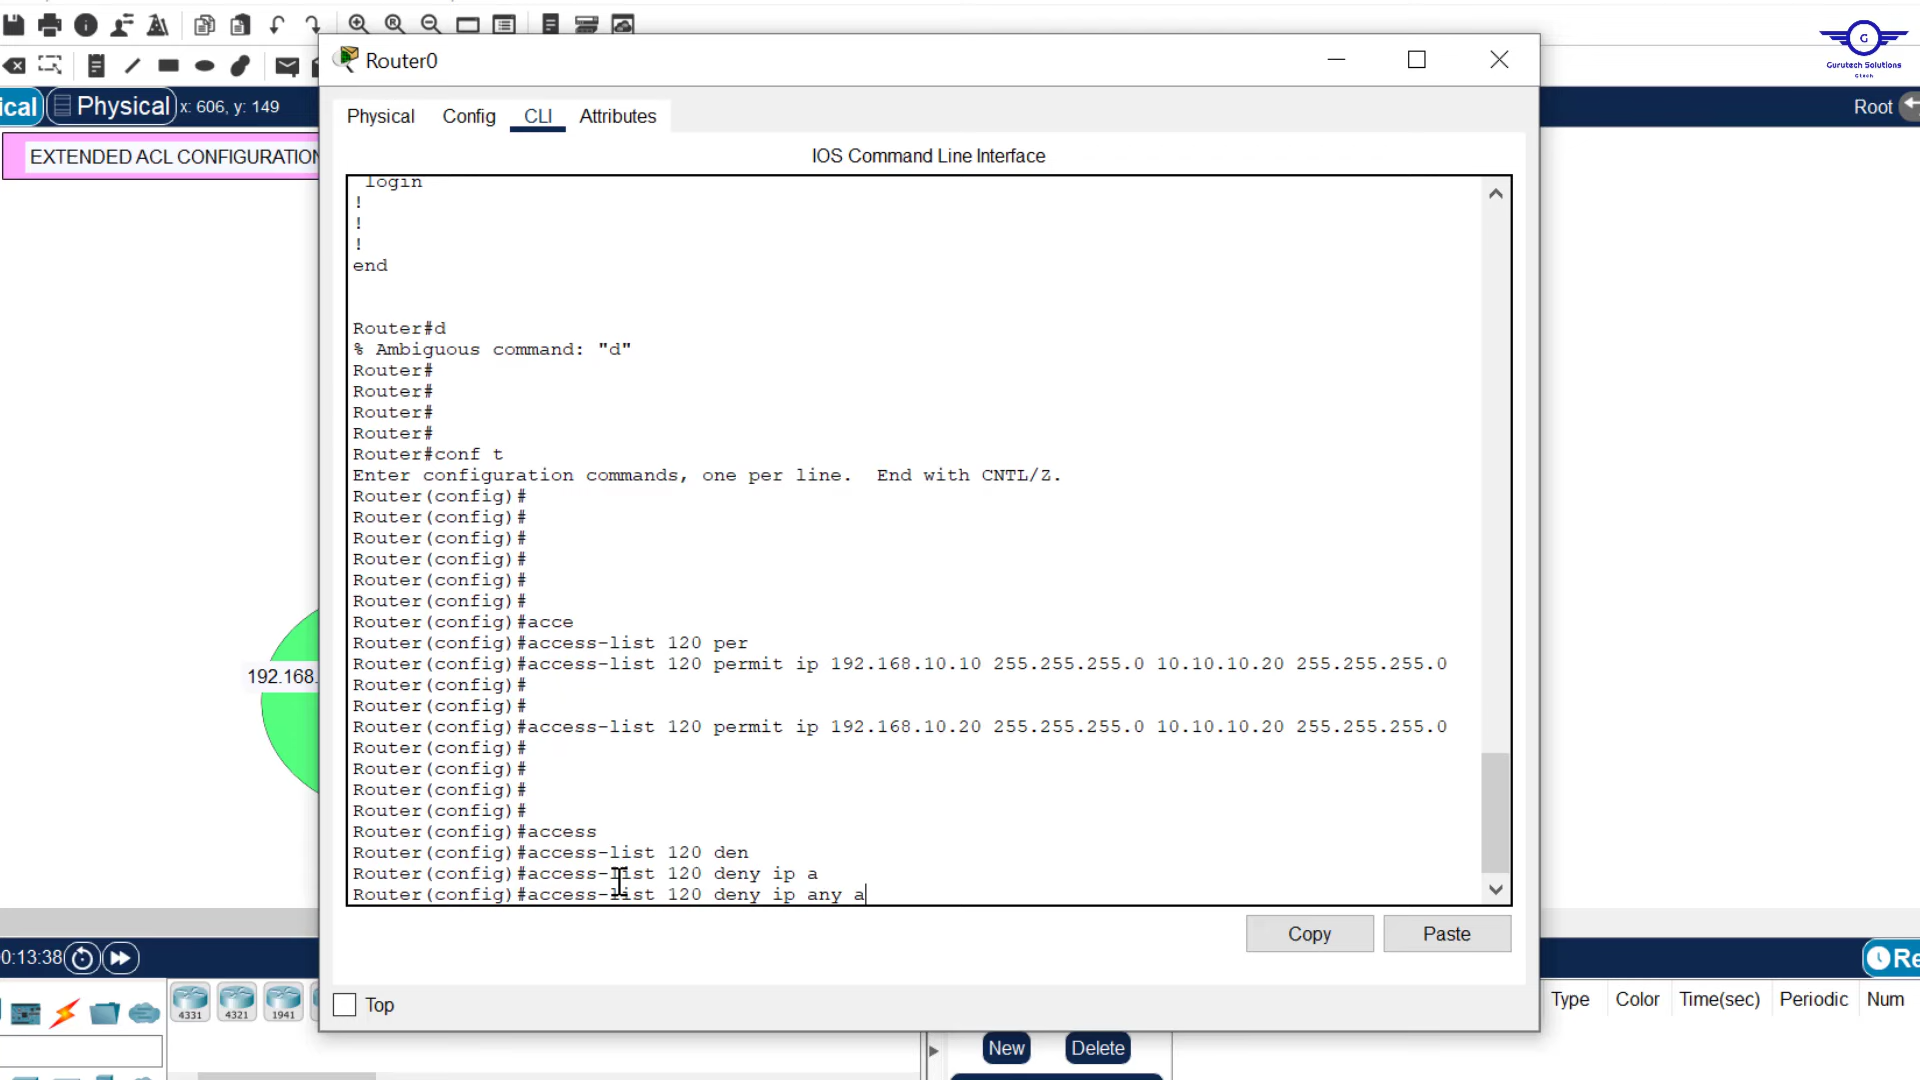 Router0
G
Gurutech Solutions
Gtech
ical
Physical
x: 606, y: 149
Root
Physical
Config
CLI
Attributes
EXTENDED ACL CONFIGURATION
IOS Command Line Interface
login
!
!
!
end
Router#d
% Ambiguous command: "d"
Router#
Router#
Router#
Router#
Router#conf t
Enter configuration commands, one per line.  End with CNTL/Z.
Router(config)#
Router(config)#
Router(config)#
Router(config)#
Router(config)#
Router(config)#
Router(config)#acce
Router(config)#access-list 120 per
Router(config)#access-list 120 permit ip 192.168.10.10 255.255.255.0 10.10.10.20 255.255.255.0
Router(config)#
Router(config)#
Router(config)#access-list 120 permit ip 192.168.10.20 255.255.255.0 10.10.10.20 255.255.255.0
Router(config)#
Router(config)#
Router(config)#
Router(config)#
Router(config)#access
Router(config)#access-list 120 den
Router(config)#access-list 120 deny ip a
Router(config)#access-list 120 deny ip any a
192.168.
Copy
Paste
0:13:38
Re
4331
4321
1941
Top
Type
Color
Time(sec)
Periodic
Num
New
Delete